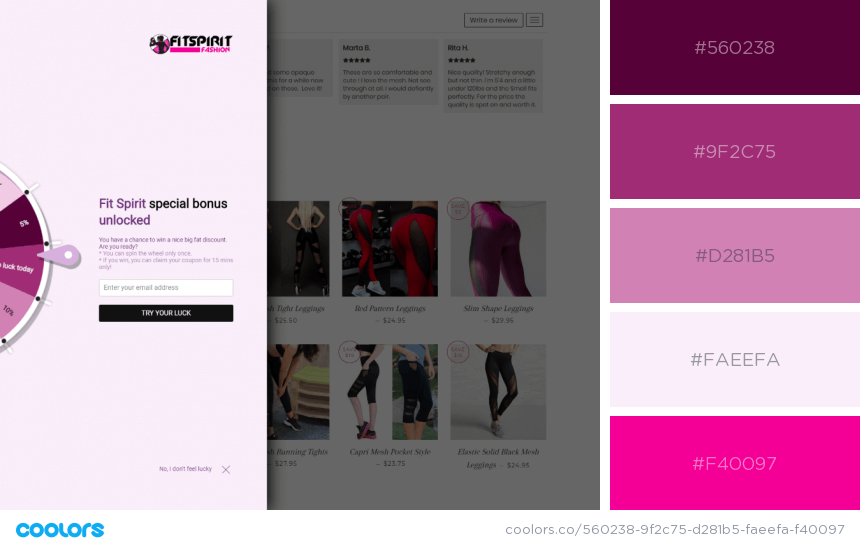 FITSPIRIT
FASHION
5%
luck today
10%
Fit Spirit special bonus
unlocked
You have a chance to win a nice big fat discount.
Are you ready?
* You can spin the wheel only once.
* If you win, you can claim your coupon for 15 mins
only!
Enter your email address
TRY YOUR LUCK
No, I don't feel lucky
Write a review
some opaque
this for a while now
on these. Love it!
Marta B.
These are so comfortable and
cute ! I love the mesh. Not see
through at all. I would defiantly
by another pair!
Rita H.
Nice quality! Stretchy enough
but not thin. I'm 5'4 and a little
under 120lbs and the Small fits
perfectly. For the price the
quality is spot on and worth it.
Tight Leggings
– $25.50
Red Pattern Leggings
– $24.95
Slim Shape Leggings
– $29.95
Running Tights
– $27.95
Capri Mesh Pocket Style
– $23.75
Elastic Solid Black Mesh
Leggings – $24.95
#560238
#9F2C75
#D281B5
#FAEEFA
#F40097
coolors
coolors.co/560238-9f2c75-d281b5-faeefa-f40097